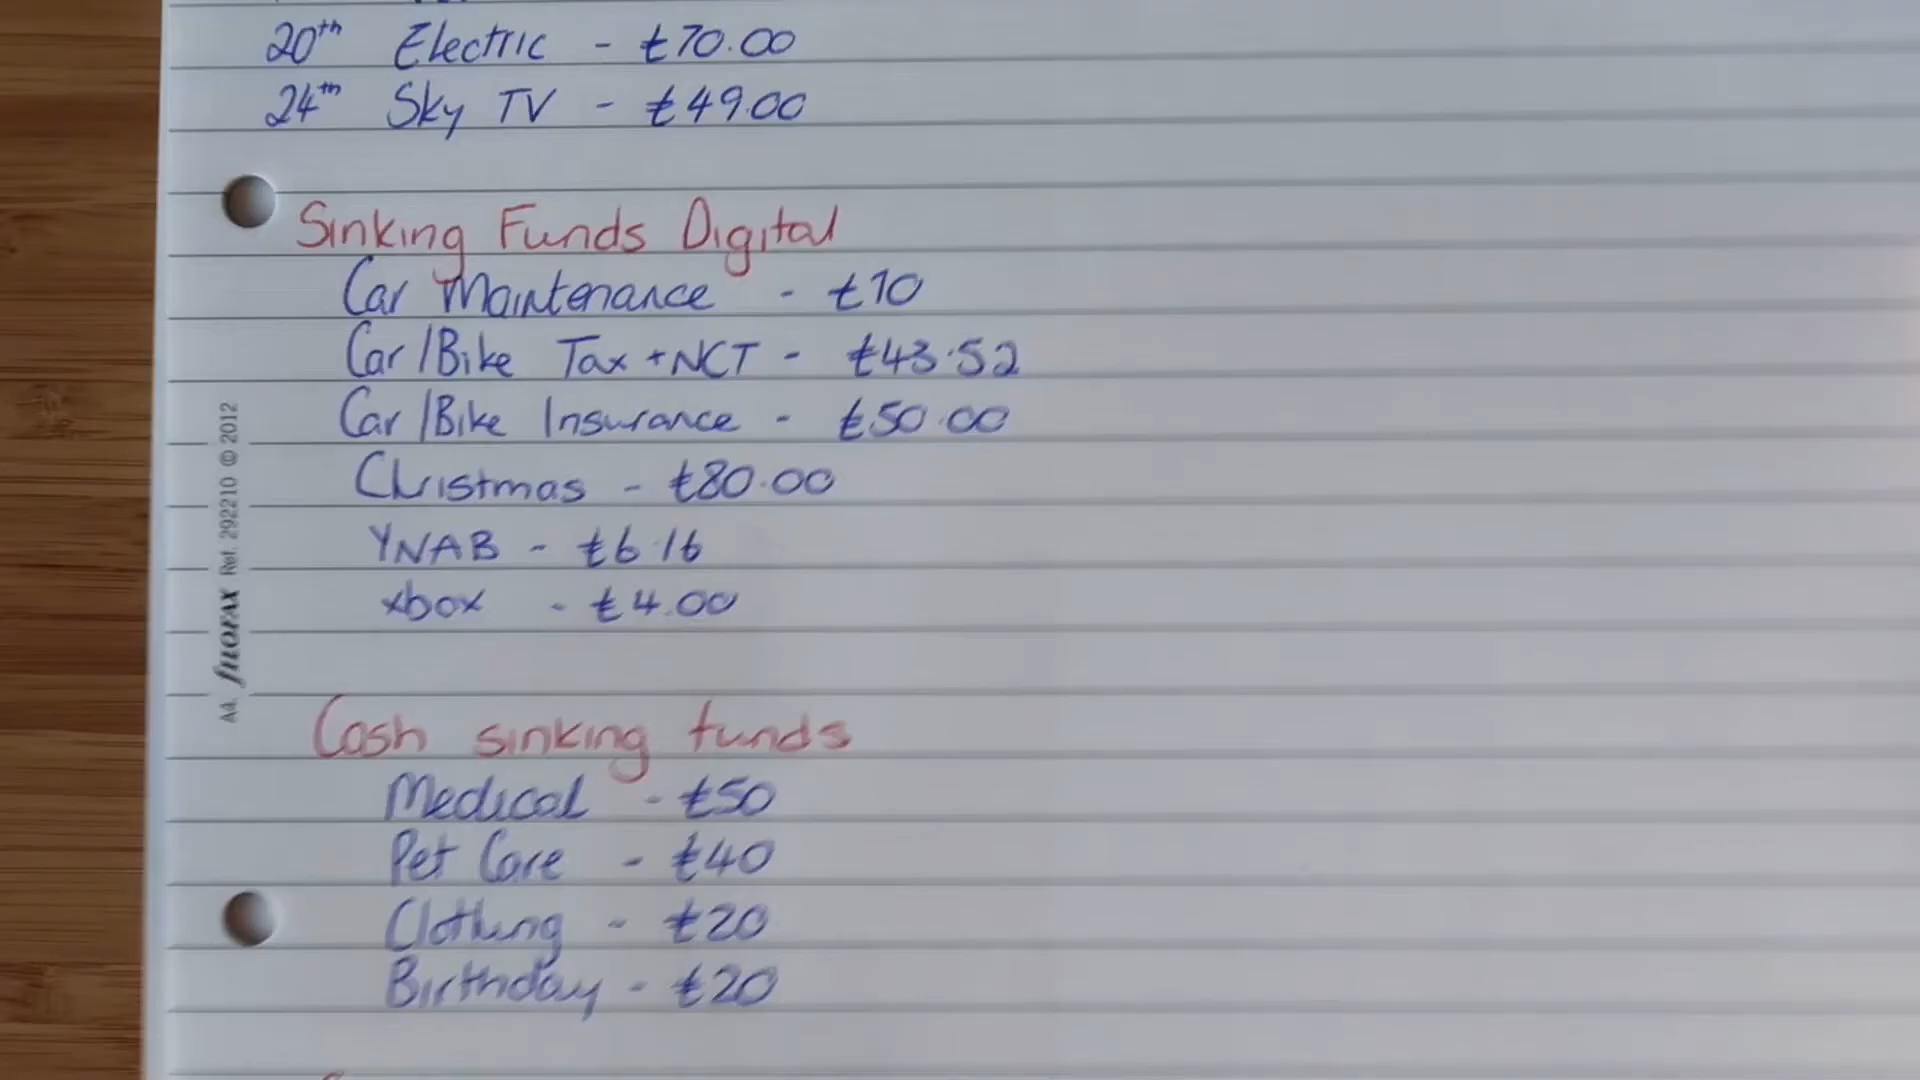 20th Electric - £70.00
24th Sky TV - £49.00
Sinking Funds Digital
Car Maintenance - £10
Car/Bike Tax + NCT - £43.52
Car/Bike Insurance - £50.00
Christmas - £80.00
YNAB - £6.16
xbox - £4.00
Cash sinking funds
Medical - £50
Pet Care - £40
Clothing - £20
Birthday - £20
A4. filofax Ref. 292210 © 2012